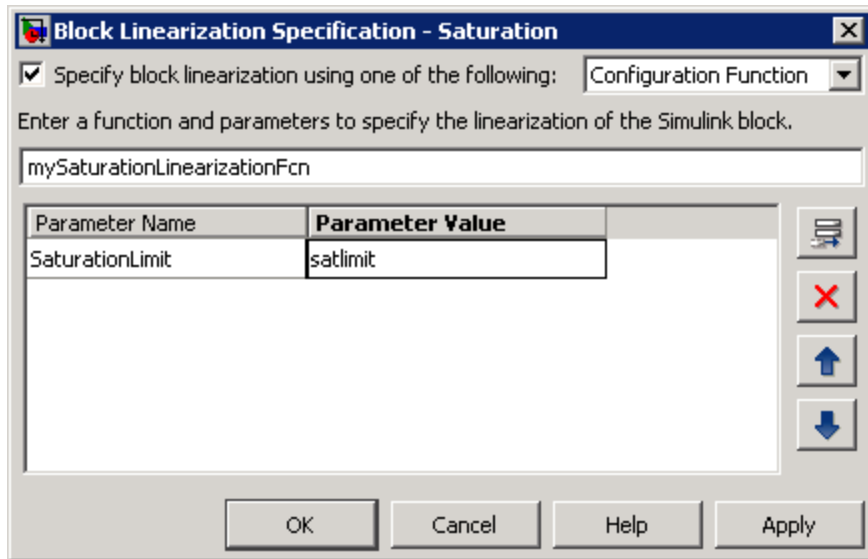 Block Linearization Specification - Saturation
Specify block linearization using one of the following: Configuration Function
Enter a function and parameters to specify the linearization of the Simulink block.
mySaturationLinearizationFcn
Parameter Name Parameter Value
SaturationLimit satlimit
OK Cancel Help Apply